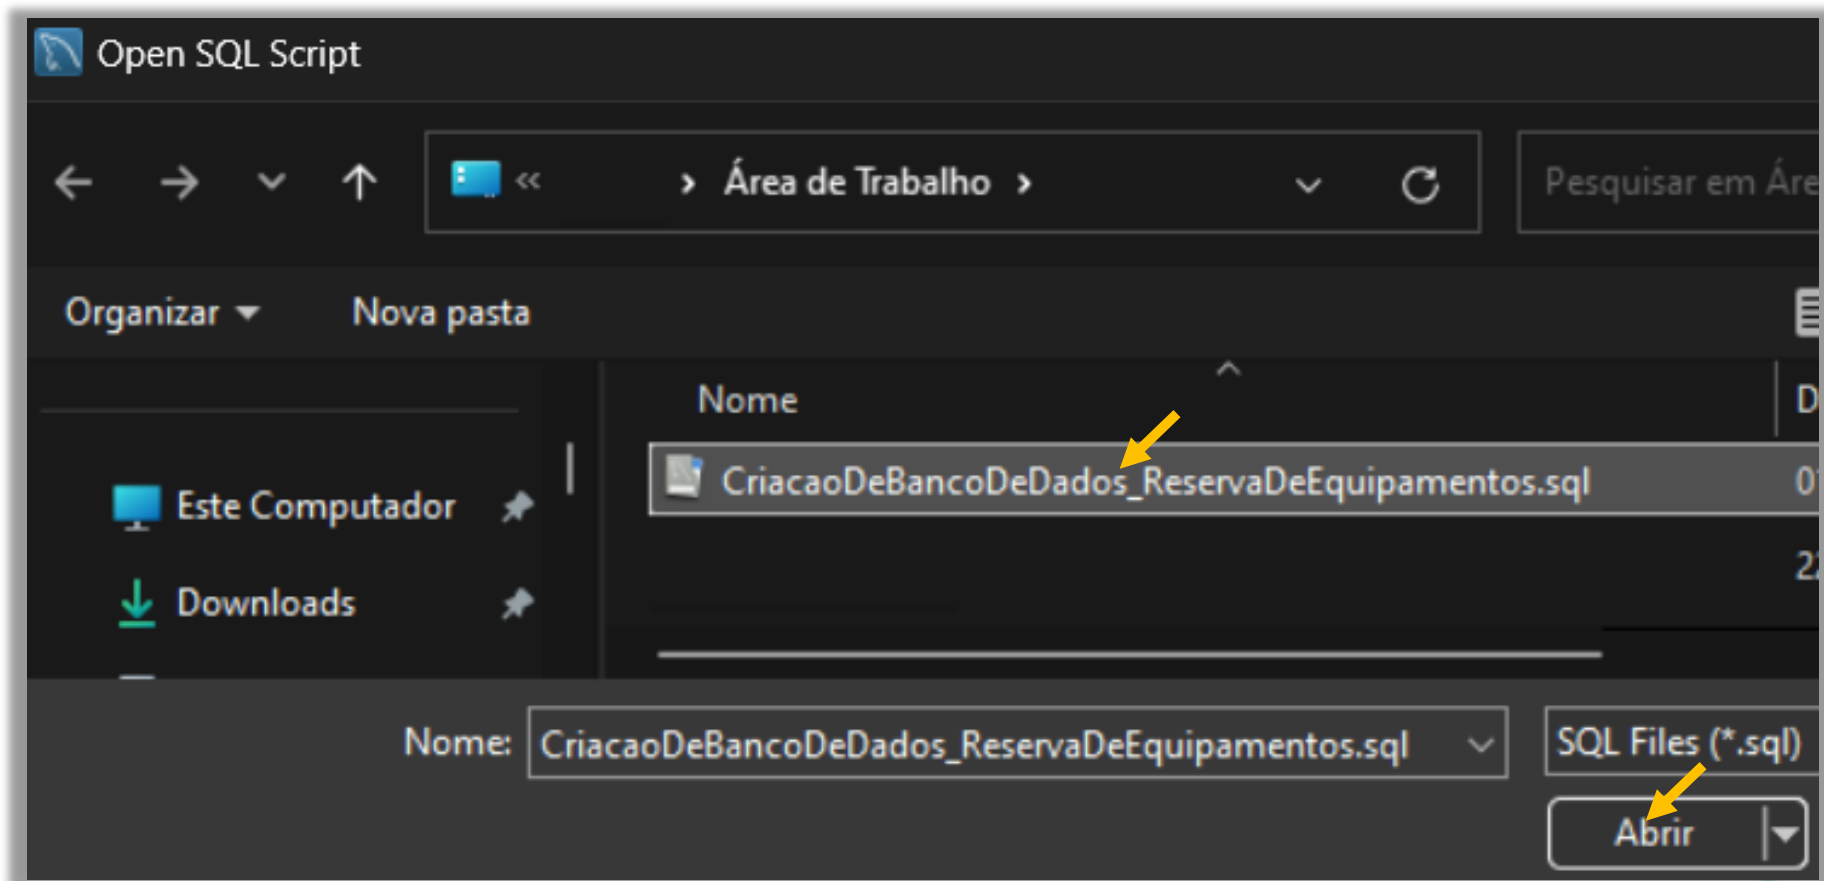 Open SQL Script
« › Área de Trabalho ›
Pesquisar em Áre
Organizar
Nova pasta
Nome
D
CriacaoDeBancoDeDados_ReservaDeEquipamentos.sql
Este Computador
Downloads
Nome:
CriacaoDeBancoDeDados_ReservaDeEquipamentos.sql
SQL Files (*.sql)
Abrir